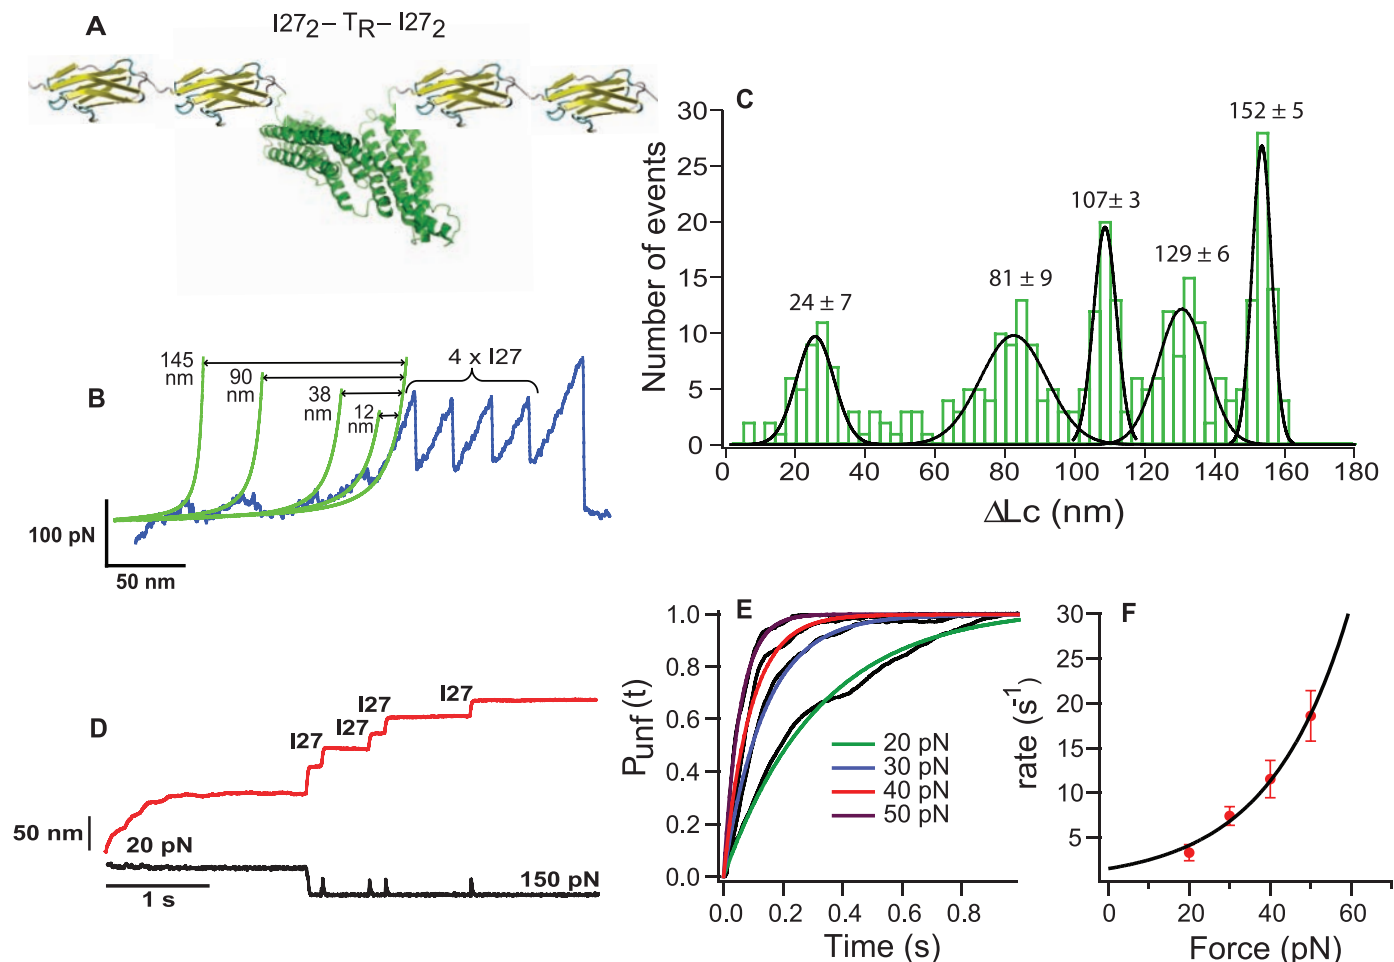 A
I27₂ – T_R – I27₂
B
145 nm
90 nm
38 nm
12 nm
4 x I27
100 pN
50 nm
C
Number of events
30
25
20
15
10
5
0
24 ± 7
81 ± 9
107 ± 3
129 ± 6
152 ± 5
0 20 40 60 80 100 120 140 160 180
ΔLc (nm)
D
I27
I27
I27
I27
50 nm
20 pN
150 pN
1 s
E
Punf (t)
1.0
0.8
0.6
0.4
0.2
0.0
20 pN
30 pN
40 pN
50 pN
0.0 0.2 0.4 0.6 0.8
Time (s)
F
rate (s⁻¹)
30
25
20
15
10
5
0 20 40 60
Force (pN)